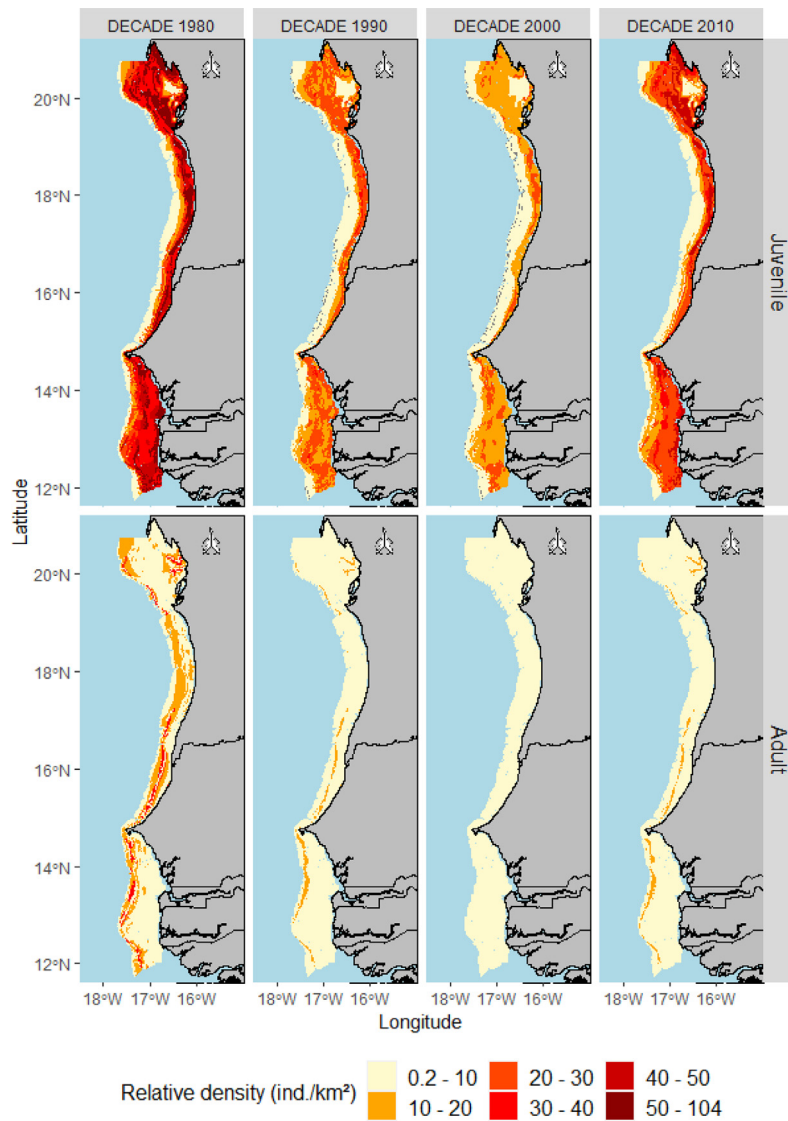 DECADE 1980 DECADE 1990 DECADE 2000 DECADE 2010
20°N
18°N
16°N
14°N
12°N
Juvenile
Latitude
20°N
18°N
16°N
14°N
12°N
Adult
18°W 17°W 16°W 18°W 17°W 16°W 18°W 17°W 16°W 18°W 17°W 16°W
Longitude
Relative density (ind./km²)
0.2 - 10 20 - 30 40 - 50
10 - 20 30 - 40 50 - 104